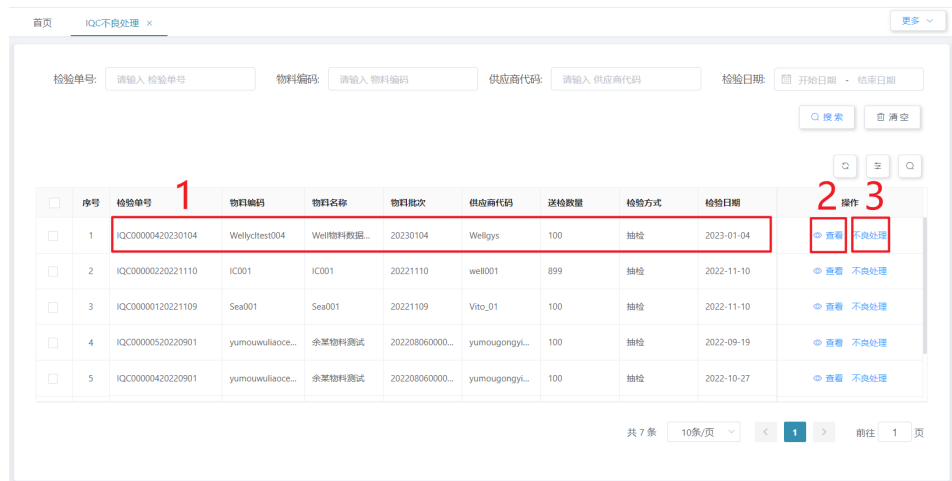 首页 IQC不良处理 × 更多
检验单号: 请输入 检验单号 物料编码: 请输入 物料编码 供应商代码: 请输入 供应商代码 检验日期: 开始日期 - 结束日期
搜 索 清 空
1 2 3
序号 检验单号 物料编码 物料名称 物料批次 供应商代码 送检数量 检验方式 检验日期 操作
1 IQC00000420230104 Wellycltest004 Well物料数据... 20230104 Wellgys 100 抽检 2023-01-04 查看 不良处理
2 IQC00000220221110 IC001 IC001 20221110 well001 899 抽检 2022-11-10 查看 不良处理
3 IQC00000120221109 Sea001 Sea001 20221109 Vito_01 100 抽检 2022-11-10 查看 不良处理
4 IQC00000520220901 yumouwuliaoce... 余某物料测试 202208060000... yumougongyi... 100 抽检 2022-09-19 查看 不良处理
5 IQC00000420220901 yumouwuliaoce... 余某物料测试 202208060000... yumougongyi... 100 抽检 2022-10-27 查看 不良处理
共 7 条 10条/页 < 1 > 前往 1 页